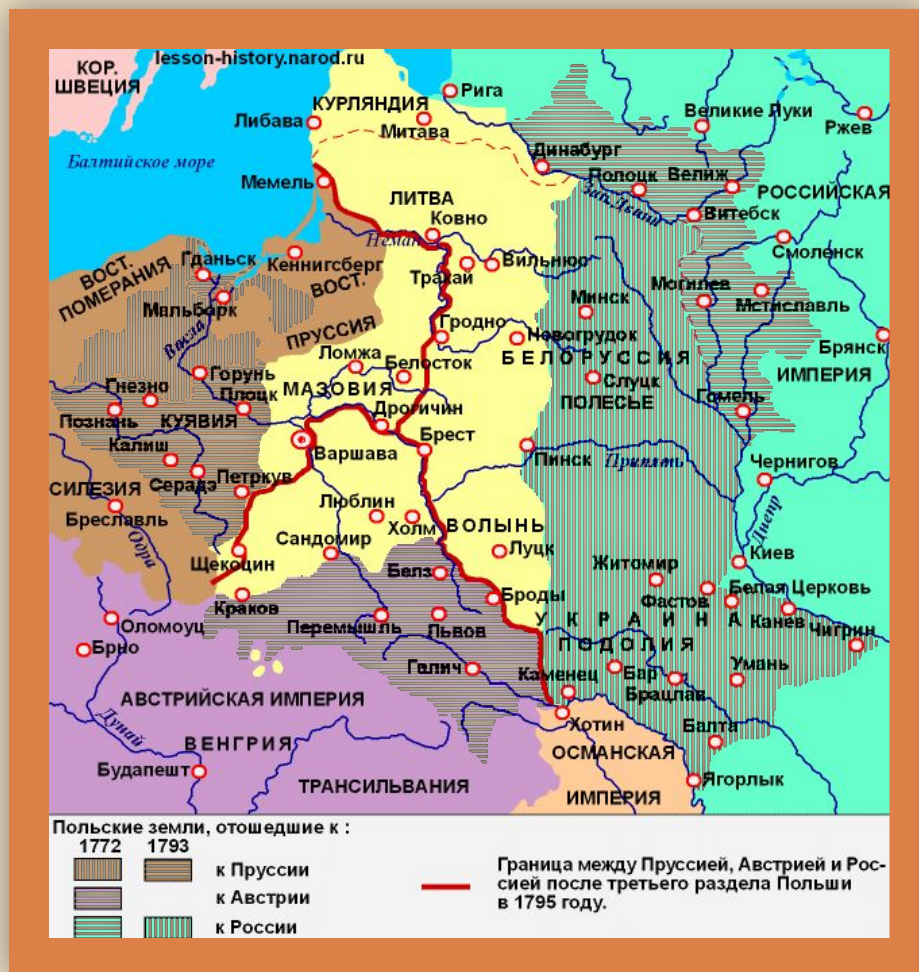 lesson-history.narod.ru
КОР.
ШВЕЦИЯ
Рига
КУРЛЯНДИЯ
Либава
Митава
Великие Луки
Ржев
Балтийское море
Динабург
Мемель
Полоцк
Велиж
РОССИЙСКАЯ
ЛИТВА
Зап. Двина
Витебск
Ковно
Неман
Смоленск
ВОСТ.
ПОМЕРАНИЯ
Гданьск
Кеннигсберг
Тракай
Вильнюс
ВОСТ.
Мальборк
Минск
Могилев
Мстиславль
ПРУССИЯ
Висла
Гродно
Новогрудок
Брянск
Ломжа
Белосток
БЕЛОРУССИЯ
ИМПЕРИЯ
Горунь
МАЗОВИЯ
Слуцк
Гнезно
Плоцк
ПОЛЕСЬЕ
Гомель
Познань
КУЯВИЯ
Дрогичин
Варшава
Брест
Калиш
Пинск
Припять
Чернигов
Серадз
Петркув
СИЛЕЗИЯ
Бреславль
Люблин
Холм
ВОЛЫНЬ
Днепр
Одра
Сандомир
Луцк
Киев
Щекоцин
Житомир
Белз
Белая Церковь
Краков
Броды
Фастов
Канев
Оломоуц
Перемышль
Львов
УКРАИНА
Чигрин
Брно
ПОДОЛИЯ
Галич
Каменец
Бар
Умань
АВСТРИЙСКАЯ ИМПЕРИЯ
Брацлав
Дунай
Хотин
Балта
ВЕНГРИЯ
ОСМАНСКАЯ
Будапешт
ТРАНСИЛЬВАНИЯ
ИМПЕРИЯ
Ягорлык
Польские земли, отошедшие к :
1772 1793
к Пруссии
к Австрии
к России
Граница между Пруссией, Австрией и Рос-
сией после третьего раздела Польши
в 1795 году.